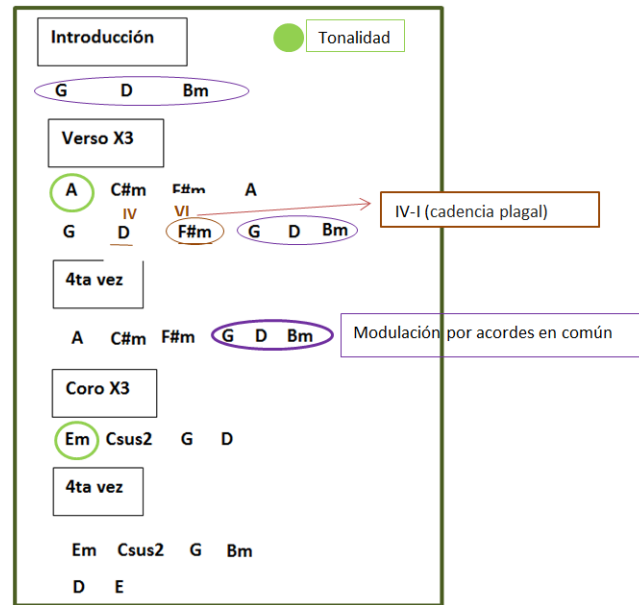 Introducción
Tonalidad
G D Bm
Verso X3
A C#m F#m A
IV VI
IV-I (cadencia plagal)
G D F#m G D Bm
4ta vez
A C#m F#m G D Bm
Modulación por acordes en común
Coro X3
Em Csus2 G D
4ta vez
Em Csus2 G Bm
D E